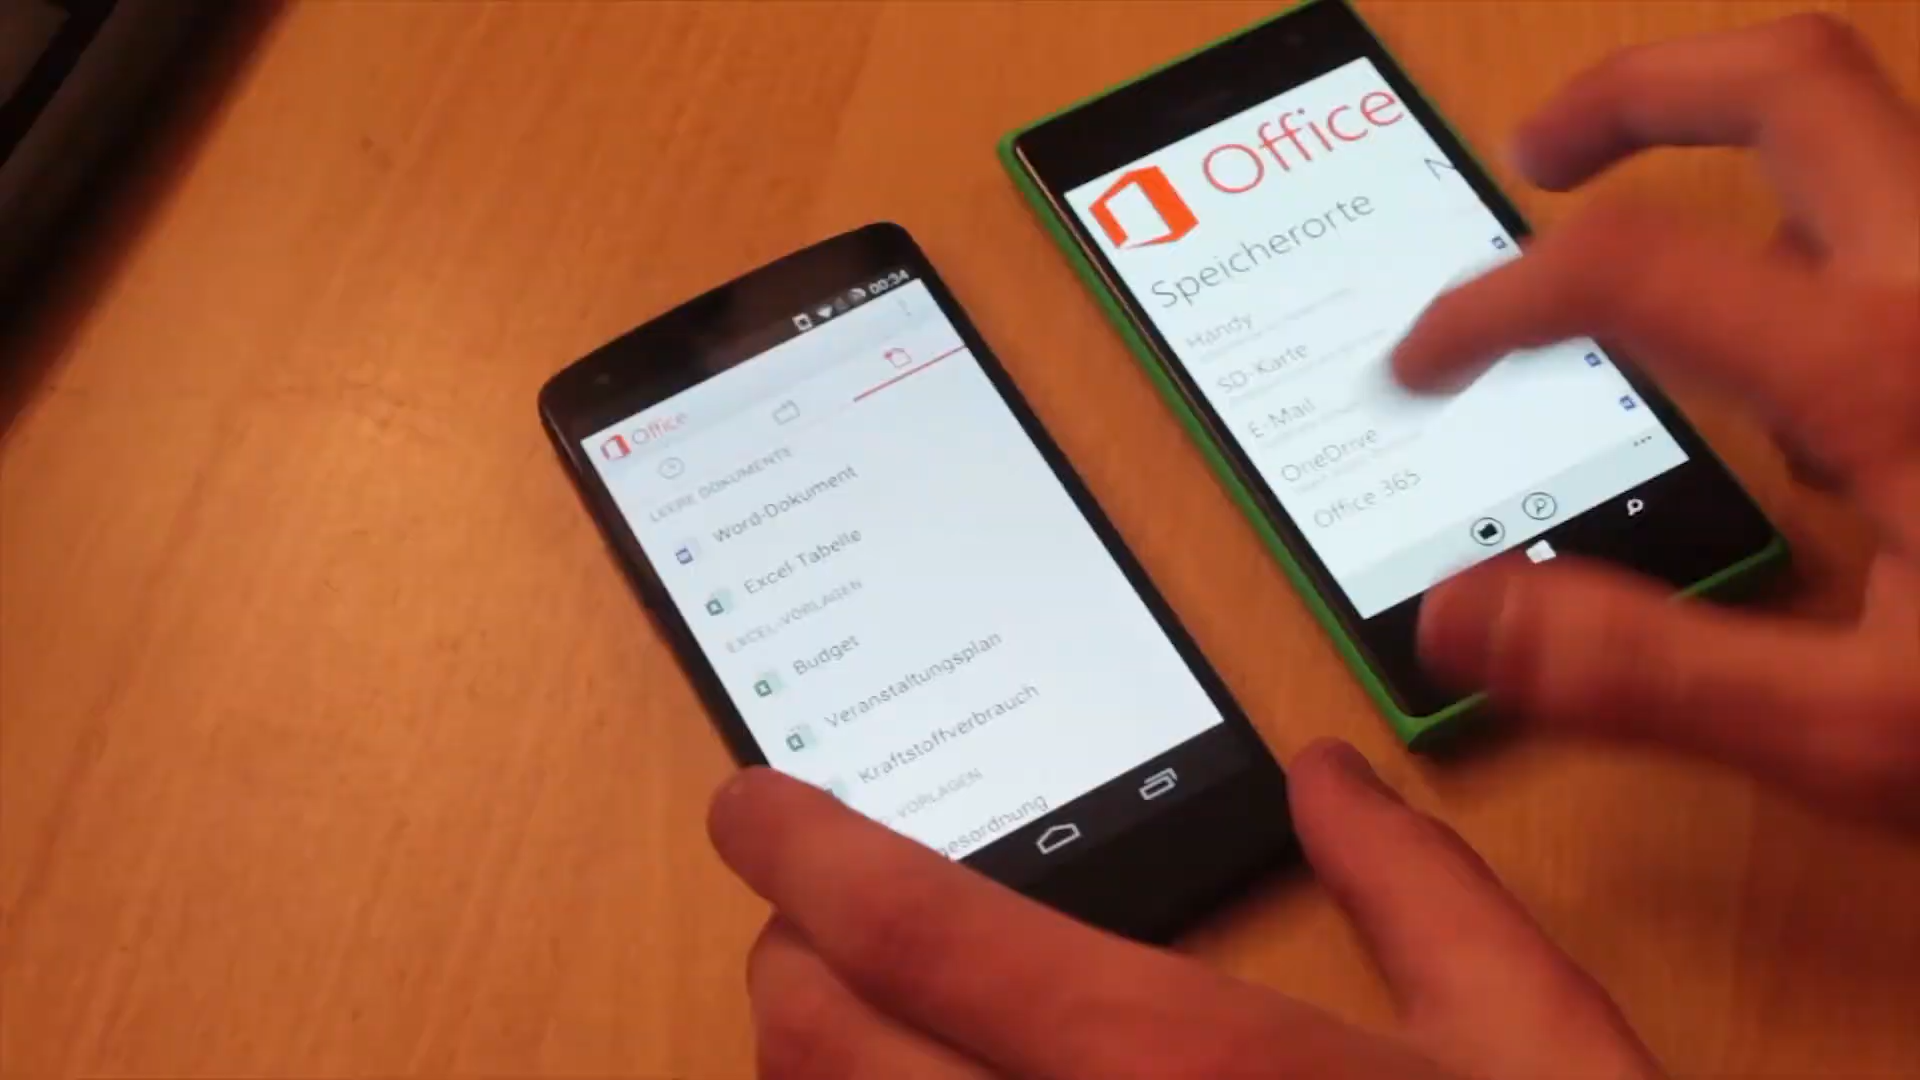 00:34
Office
LEERE DOKUMENTE
Word-Dokument
Excel-Tabelle
EXCEL-VORLAGEN
Budget
Veranstaltungsplan
Kraftstoffverbrauch
VORLAGEN
esordnung
Office
Speicherorte
Handy
SD-Karte
E-Mail
OneDrive
Office 365